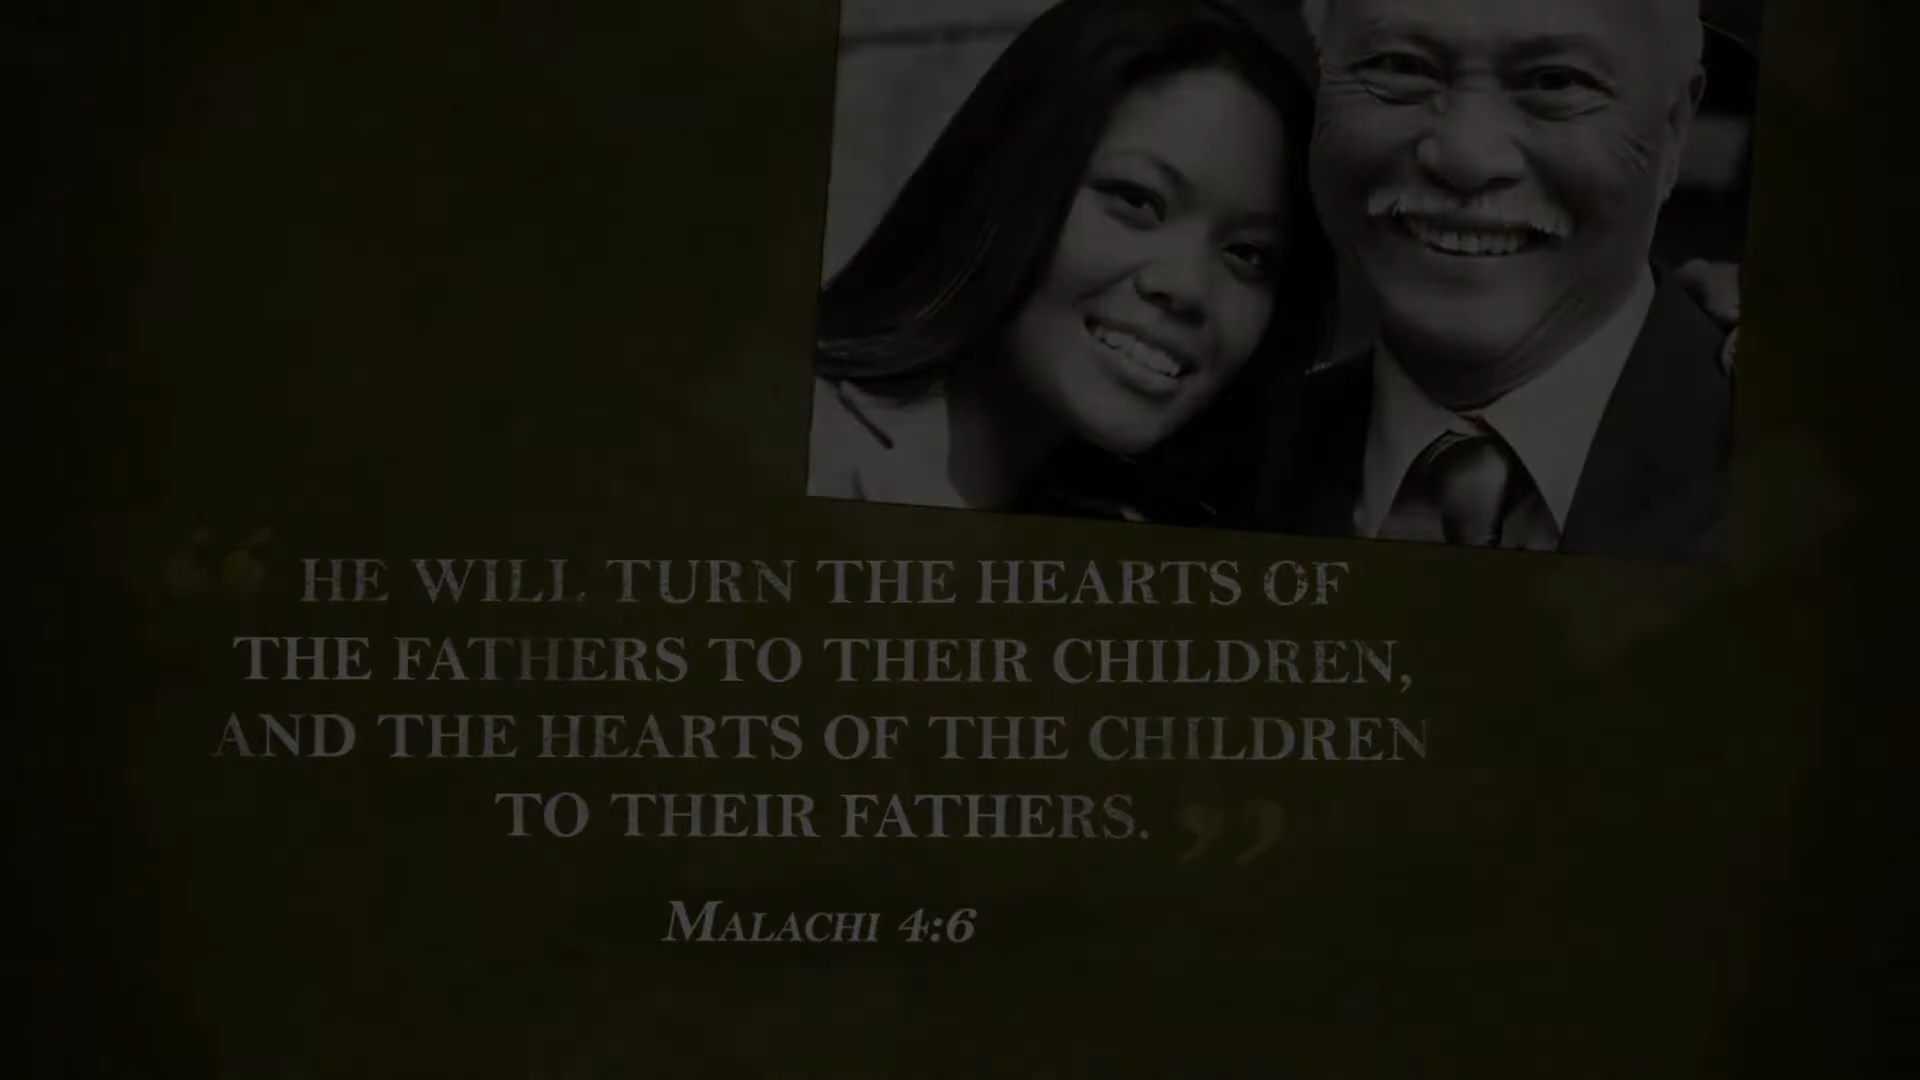 “ HE WILL TURN THE HEARTS OF
THE FATHERS TO THEIR CHILDREN,
AND THE HEARTS OF THE CHILDREN
TO THEIR FATHERS. ”
MALACHI 4:6